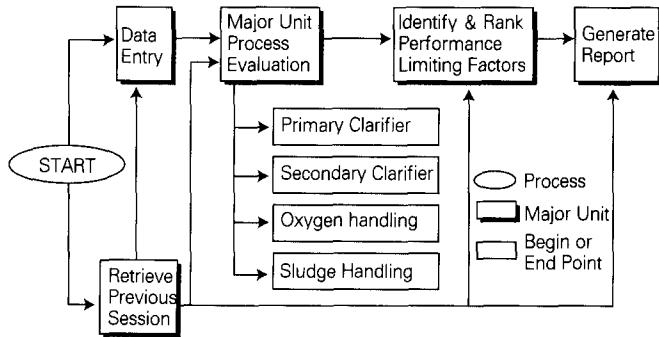 Data
Entry
Major Unit
Process
Evaluation
Identify & Rank
Performance
Limiting Factors
Generate
Report
START
Primary Clarifier
Secondary Clarifier
Oxygen handling
Sludge Handling
Retrieve
Previous
Session
Process
Major Unit
Begin or
End Point